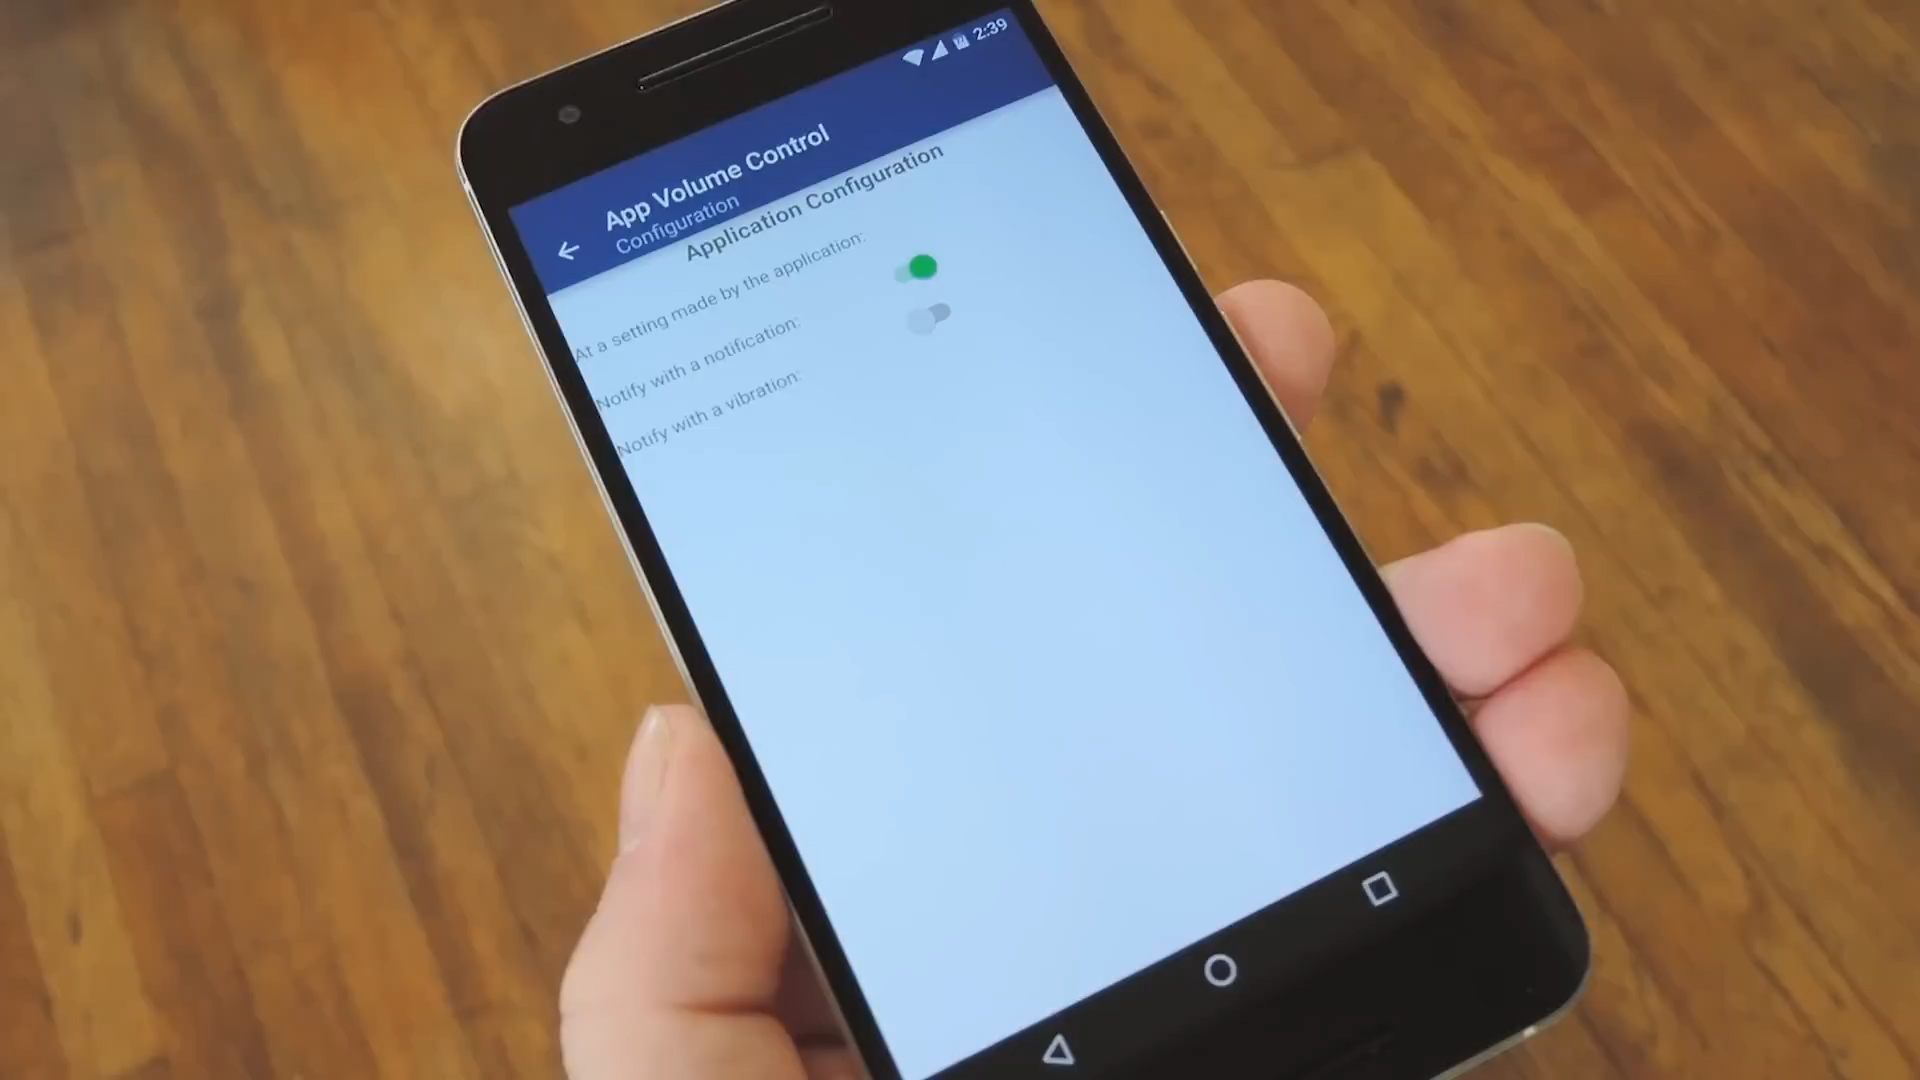 2:39
App Volume Control
Configuration
Application Configuration
At a setting made by the application:
Notify with a notification:
Notify with a vibration: